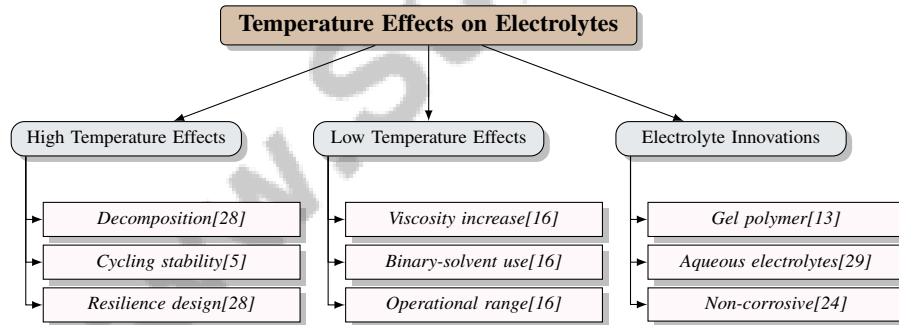 Temperature Effects on Electrolytes
High Temperature Effects
Decomposition[28]
Cycling stability[5]
Resilience design[28]
Low Temperature Effects
Viscosity increase[16]
Binary-solvent use[16]
Operational range[16]
Electrolyte Innovations
Gel polymer[13]
Aqueous electrolytes[29]
Non-corrosive[24]